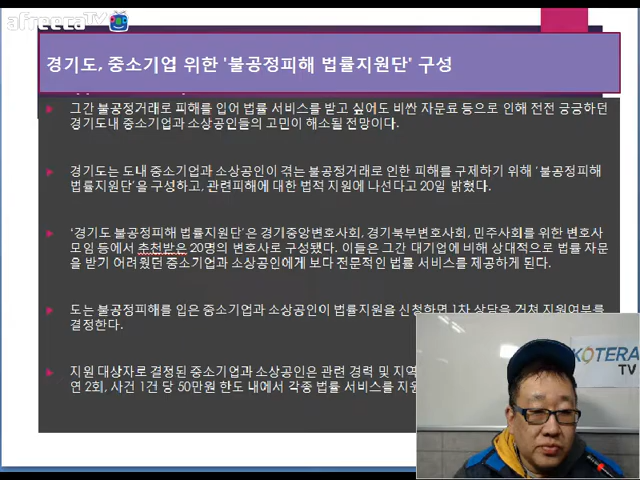 afreecaTV
경기도, 중소기업 위한 '불공정피해 법률지원단' 구성
그간 불공정거래로 피해를 입어 법률 서비스를 받고 싶어도 비싼 자문료 등으로 인해 전전 긍긍하던
경기도내 중소기업과 소상공인들의 고민이 해소될 전망이다.
경기도는 도내 중소기업과 소상공인이 겪는 불공정거래로 인한 피해를 구제하기 위해 '불공정피해
법률지원단'을 구성하고, 관련피해에 대한 법적 지원에 나선다고 20일 밝혔다.
'경기도 불공정피해 법률지원단'은 경기중앙변호사회, 경기북부변호사회, 민주사회를 위한 변호사
모임 등에서 추천받은 20명의 변호사로 구성됐다. 이들은 그간 대기업에 비해 상대적으로 법률 자문
을 받기 어려웠던 중소기업과 소상공인에게 보다 전문적인 법률 서비스를 제공하게 된다.
도는 불공정피해를 입은 중소기업과 소상공인이 법률지원을 신청하면 1차 상담을 거쳐 지원여부를
결정한다.
KOTERA
TV
지원 대상자로 결정된 중소기업과 소상공인은 관련 경력 및 지역
연 2회, 사건 1건 당 50만원 한도 내에서 각종 법률 서비스를 지원